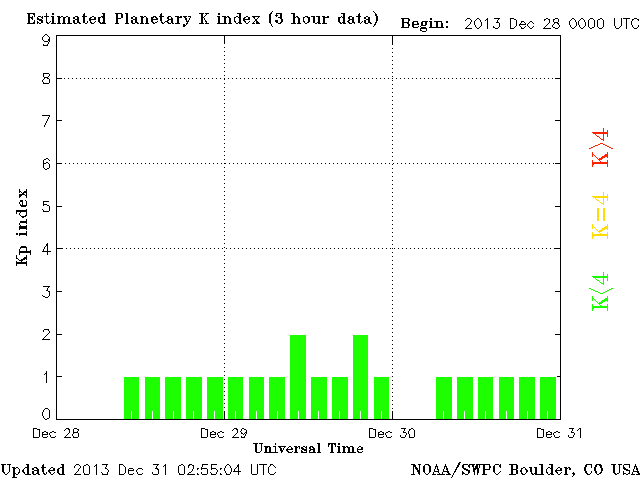 Estimated Planetary K index (3 hour data) Begin: 2013 Dec 28 0000 UTC
9
8
7
6
5
4
3
2
1
0
Kp index
K>4
K=4
K<4
Dec 28 Dec 29 Dec 30 Dec 31
Universal Time
Updated 2013 Dec 31 02:55:04 UTC NOAA/SWPC Boulder, CO USA